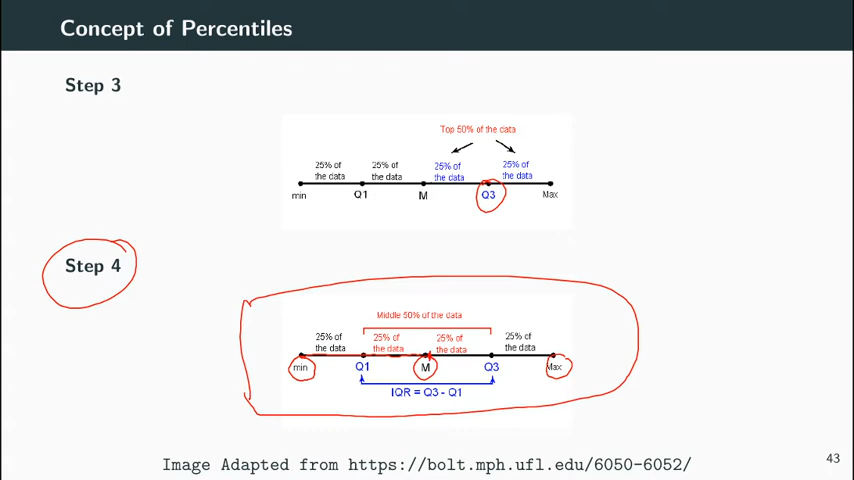 Concept of Percentiles
Step 3
Top 50% of the data
25% of 25% of 25% of 25% of
the data the data the data the data
min Q1 M Q3 Max
Step 4
Middle 50% of the data
25% of 25% of 25% of 25% of
the data the data the data the data
min Q1 M Q3 Max
IQR = Q3 - Q1
Image Adapted from https://bolt.mph.ufl.edu/6050-6052/
43